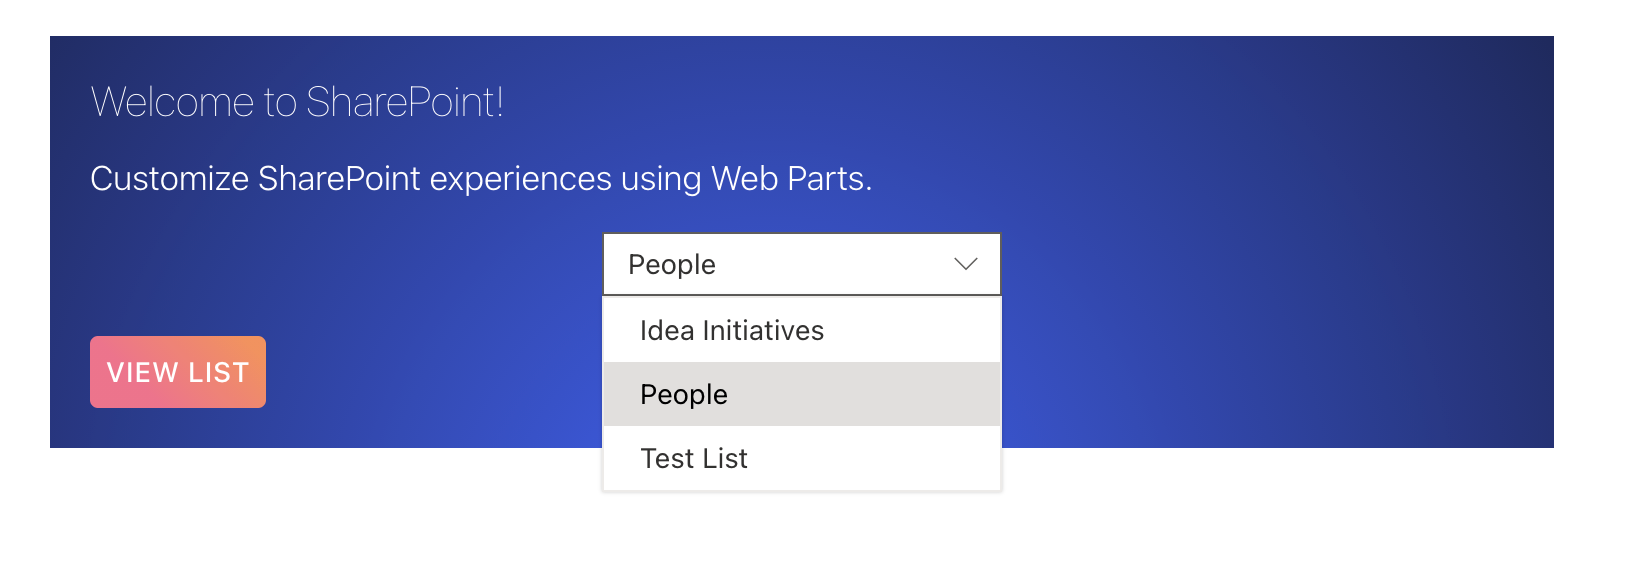 Welcome to SharePoint!
Customize SharePoint experiences using Web Parts.
People
Idea Initiatives
People
Test List
VIEW LIST